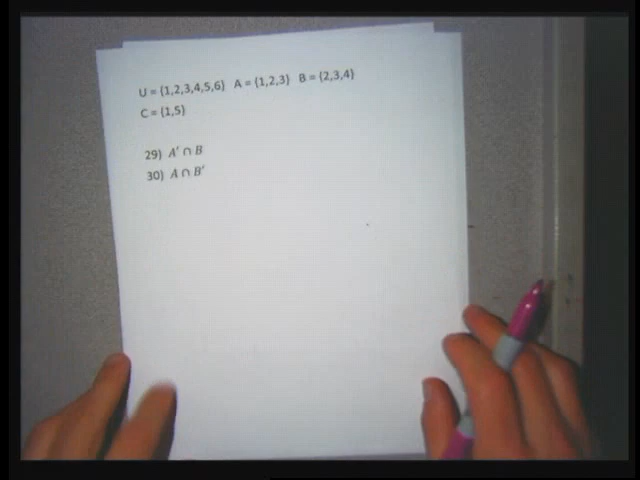 U = {1,2,3,4,5,6} A = {1,2,3} B = {2,3,4}
C = {1,5}
29) A′ ∩ B
30) A ∩ B′